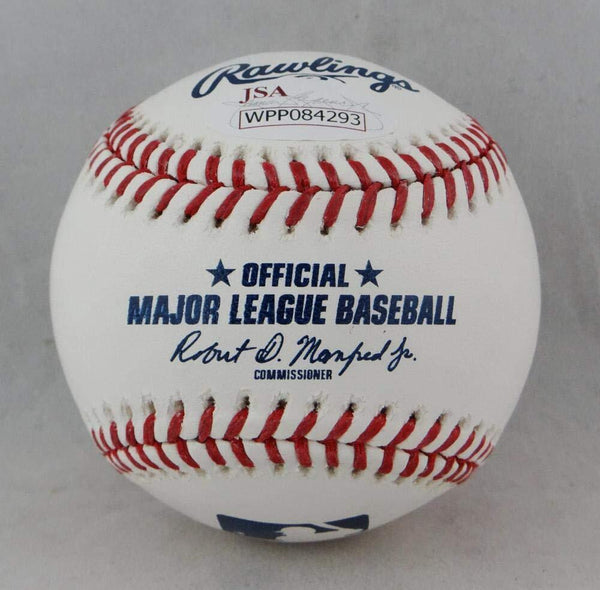 Rawlings
JSA
WPP084293
★ OFFICIAL ★
MAJOR LEAGUE BASEBALL
Robert D. Manfred Jr.
COMMISSIONER